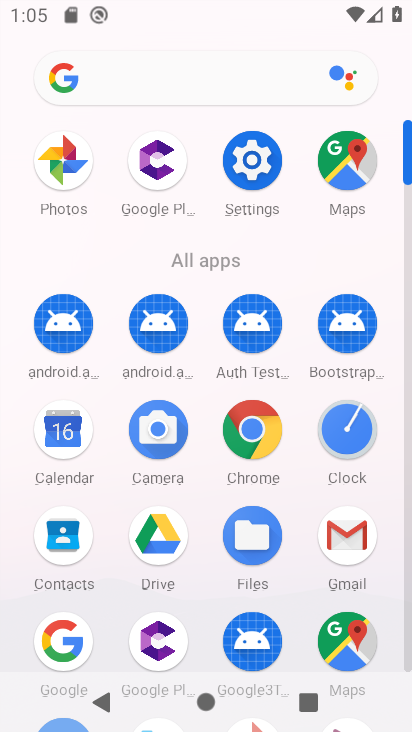 1:05
Photos Google Pl... Settings Maps
All apps
android.a... android.a... Auth Test... Bootstrap...
16
Calendar Camera Chrome Clock
Contacts Drive Files Gmail
Google Google Pl... Google3T... Maps